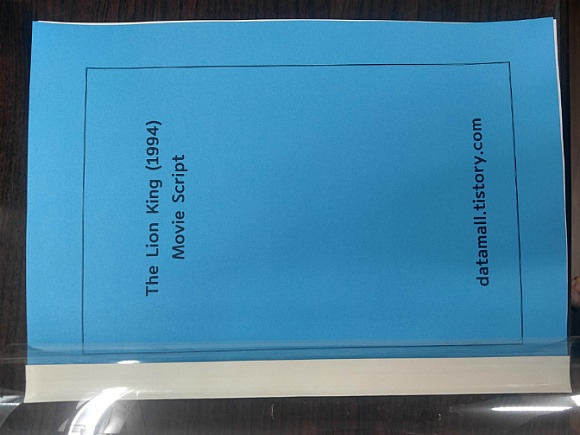 The Lion King (1994)
Movie Script
datamall.tistory.com